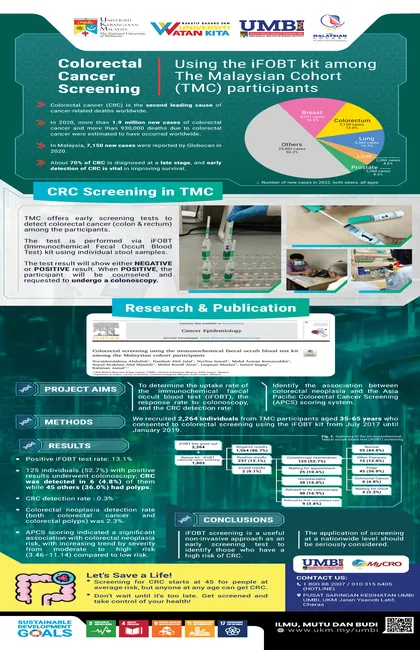 UNIVERSITI
KEBANGSAAN
MALAYSIA
The National University
of Malaysia
WARGATI BAHARU UKM
UNIVERSITI
WATAN KITA
UMBI
MALAYSIAN
Colorectal
Cancer
Screening
Using the iFOBT kit among
The Malaysian Cohort
(TMC) participants
Colorectal cancer (CRC) is the second leading cause of
cancer-related deaths worldwide.
In 2020, more than 1.9 million new cases of colorectal
cancer and more than 930,000 deaths due to colorectal
cancer were estimated to have occurred worldwide.
In Malaysia, 7,150 new cases were reported by Globocan in
2020.
About 70% of CRC is diagnosed at a late stage, and early
detection of CRC is vital in improving survival.
Breast
Colorectum
Lung
Liver
Prostate
Others
Number of new cases in 2022, both sexes, all ages
CRC Screening in TMC
TMC offers early screening tests to
detect colorectal cancer (colon & rectum)
among the participants.
The test is performed via iFOBT
(Immunochemical Fecal Occult Blood
Test) kit using individual stool samples.
The test result will show either NEGATIVE
or POSITIVE result. When POSITIVE, the
participant will be counseled and
requested to undergo a colonoscopy.
Research & Publication
Cancer Epidemiology
Colorectal screening using the immunochemical faecal occult blood test kit
among the Malaysian cohort participants
PROJECT AIMS
To determine the uptake rate of
the immunochemical faecal
occult blood test (iFOBT), the
response rate for colonoscopy,
and the CRC detection rate.
Identify the association between
colorectal neoplasia and the Asia
Pacific Colorectal Cancer Screening
(APCS) scoring system.
METHODS
We recruited 2,264 individuals from TMC participants aged 35-65 years who
consented to colorectal screening using the iFOBT kit from July 2017 until
January 2019.
RESULTS
Positive iFOBT test rate: 13.1%
125 individuals (52.7%) with positive
results underwent colonoscopy; CRC
was detected in 6 (4.8%) of them
while 45 others (36.0%) had polyps.
CRC detection rate : 0.3%
Colorectal neoplasia detection rate
(both colorectal cancer and
colorectal polyps) was 2.3%.
APCS scoring indicated a significant
association with colorectal neoplasia
risk, with increasing trend by severity
from moderate to high risk
(3.46-11.14) compared to low risk.
CONCLUSIONS
iFOBT screening is a useful
non-invasive approach as an
early screening test to
identify those who have a
high risk of CRC.
The application of screening
at a nationwide level should
be seriously considered.
Let's Save a Life!
Screening for CRC starts at 45 for people at
average risk, but anyone at any age can get CRC.
Don't wait until it's too late. Get screened and
take control of your health!
UMBI
MyCRO
CONTACT US:
1 800 88 2007 / 010 315 6405
(HOTLINE)
PUSAT SARINGAN KESIHATAN UMBI
UMBI, UKM Jalan Yaacob Latif,
Cheras
SUSTAINABLE
DEVELOPMENT
GOALS
ILMU, MUTU DAN BUDI
www.ukm.my/umbi